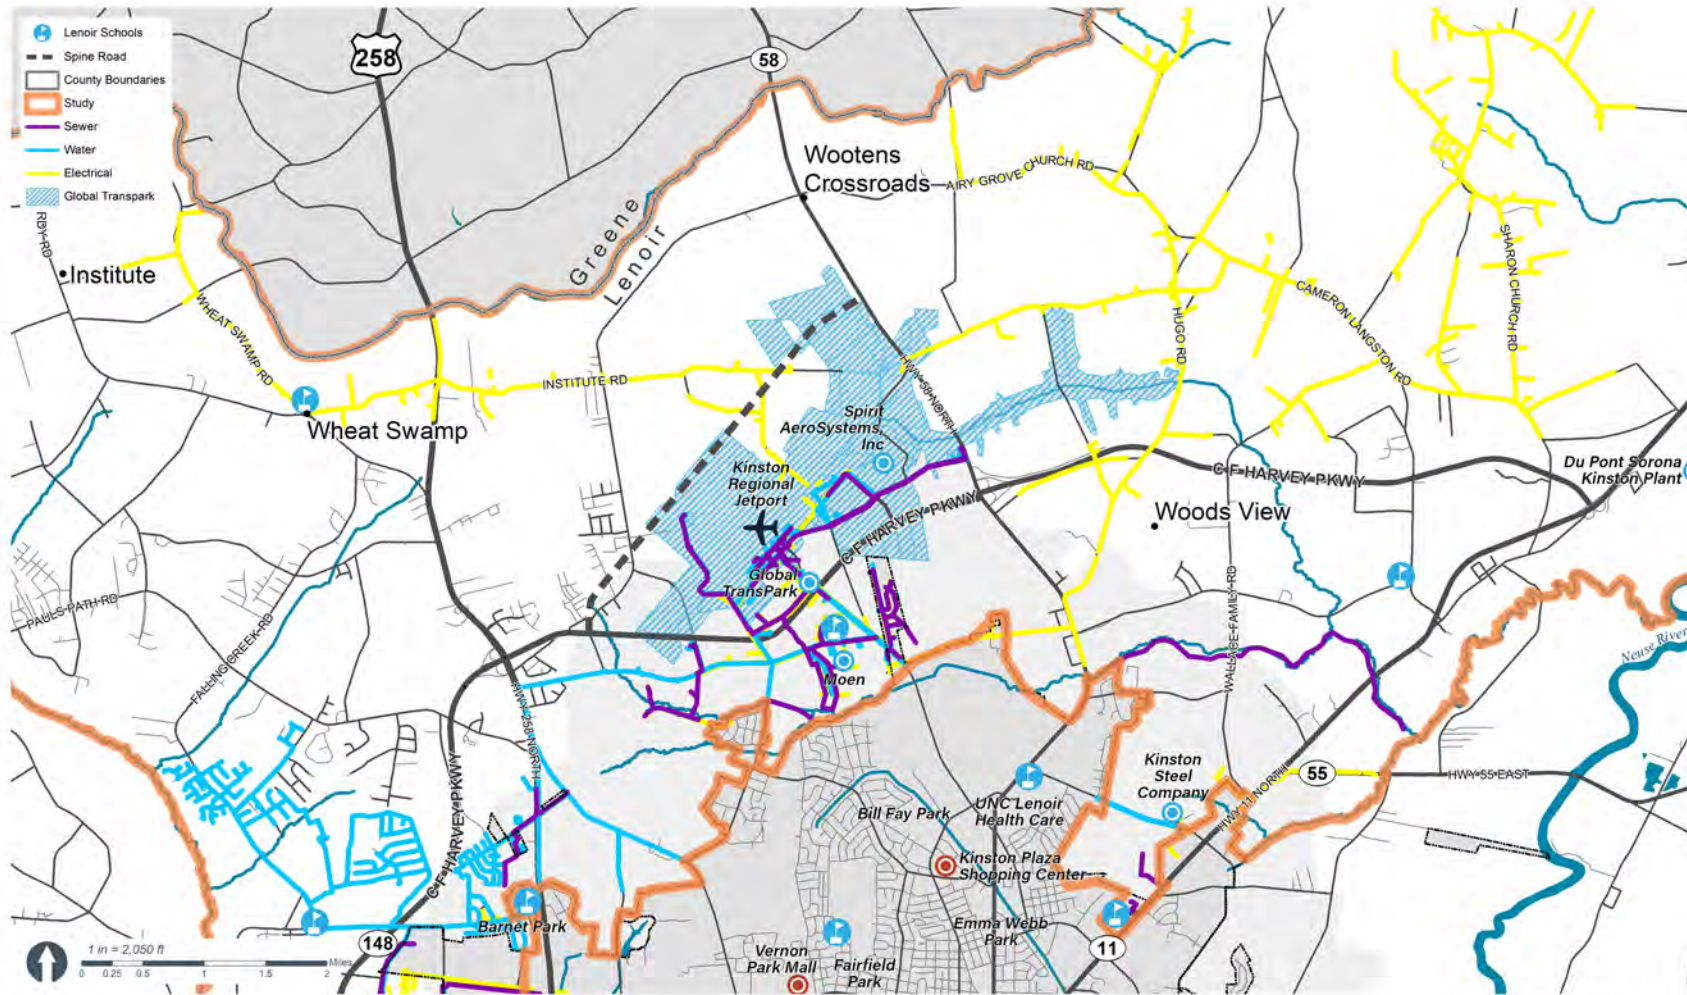 Lenoir Schools
Spine Road
County Boundaries
Study
Sewer
Water
Electrical
Global Transpark
258
58
Wootens
Crossroads
AIRY GROVE CHURCH RD
Greene
Lenoir
RBY RD
Institute
WHEAT SWAMP RD
INSTITUTE RD
Wheat Swamp
HUGO RD
CAMERON LANGSTON RD
SHARON CHURCH RD
HWY 58 NORTH
Spirit
AeroSystems,
Inc
Kinston
Regional
Jetport
C F HARVEY PKWY
C F HARVEY PKWY
Du Pont Sorona
Kinston Plant
Woods View
Global
TransPark
PAULS PATH RD
FALLING CREEK RD
WALLACE FAMILY RD
Neuse River
Moen
HWY 258 NORTH
C F HARVEY PKWY
Kinston
Steel
Company
55
HWY 55 EAST
HWY 11 NORTH
Bill Fay Park
UNC Lenoir
Health Care
Kinston Plaza
Shopping Center
Barnet Park
Emma Webb
Park
148
11
Vernon
Park Mall
Fairfield
Park
1 in = 2,050 ft
Miles
0 0.25 0.5 1 1.5 2